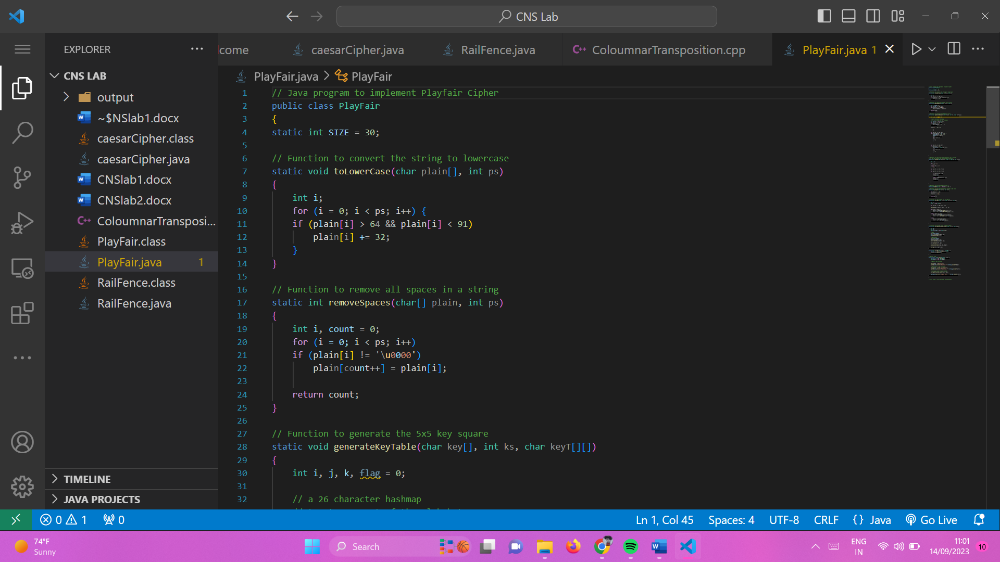 CNS Lab
EXPLORER
come
caesarCipher.java
RailFence.java
C++ ColoumnarTransposition.cpp
PlayFair.java 1
PlayFair.java > PlayFair
CNS LAB
output
~$NSlab1.docx
caesarCipher.class
caesarCipher.java
CNSlab1.docx
CNSlab2.docx
C++ ColoumnarTransposi...
PlayFair.class
PlayFair.java 1
RailFence.class
RailFence.java
TIMELINE
JAVA PROJECTS
1 // Java program to implement Playfair Cipher
2 public class PlayFair
3 {
4 static int SIZE = 30;
5
6 // Function to convert the string to lowercase
7 static void toLowerCase(char plain[], int ps)
8 {
9     int i;
10     for (i = 0; i < ps; i++) {
11     if (plain[i] > 64 && plain[i] < 91)
12         plain[i] += 32;
13     }
14 }
15
16 // Function to remove all spaces in a string
17 static int removeSpaces(char[] plain, int ps)
18 {
19     int i, count = 0;
20     for (i = 0; i < ps; i++)
21     if (plain[i] != '\u0000')
22         plain[count++] = plain[i];
23
24     return count;
25 }
26
27 // Function to generate the 5x5 key square
28 static void generateKeyTable(char key[], int ks, char keyT[][])
29 {
30     int i, j, k, flag = 0;
31
32     // a 26 character hashmap
0 1 0
Ln 1, Col 45 Spaces: 4 UTF-8 CRLF {} Java Go Live
74°F
Sunny
Search
ENG
IN
11:01
14/09/2023
10